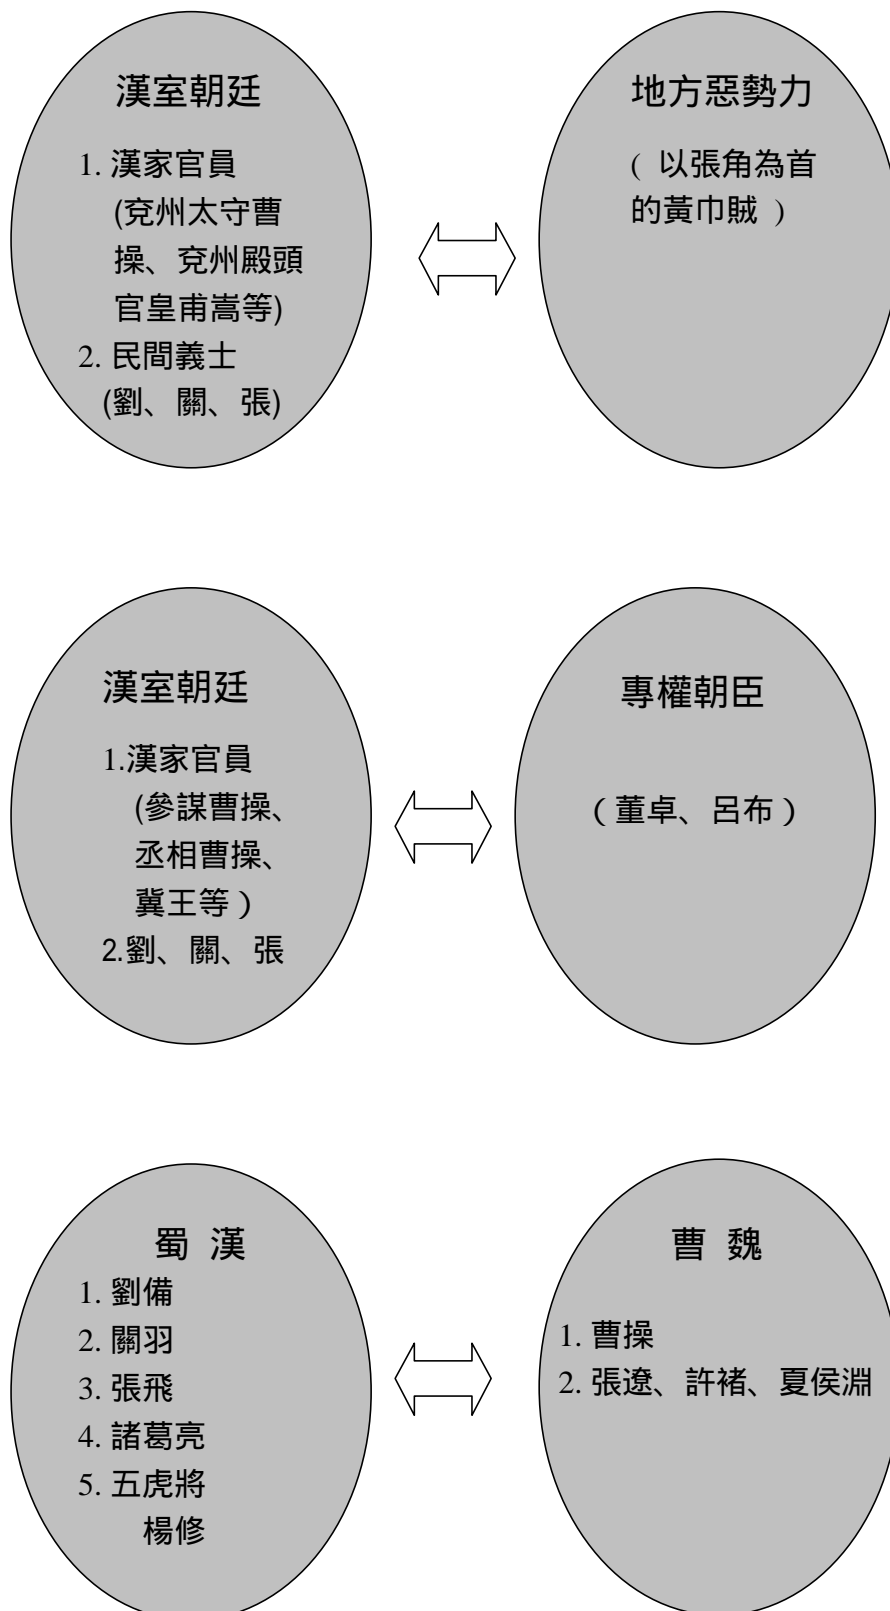 漢室朝廷
1. 漢家官員
(兗州太守曹
操、兗州殿頭
官皇甫嵩等)
2. 民間義士
(劉、關、張)
地方惡勢力
( 以張角為首
的黃巾賊 )
漢室朝廷
1.漢家官員
(參謀曹操、
丞相曹操、
冀王等)
2.劉、關、張
專權朝臣
(董卓、呂布)
蜀 漢
1. 劉備
2. 關羽
3. 張飛
4. 諸葛亮
5. 五虎將
楊修
曹 魏
1. 曹操
2. 張遼、許褚、夏侯淵